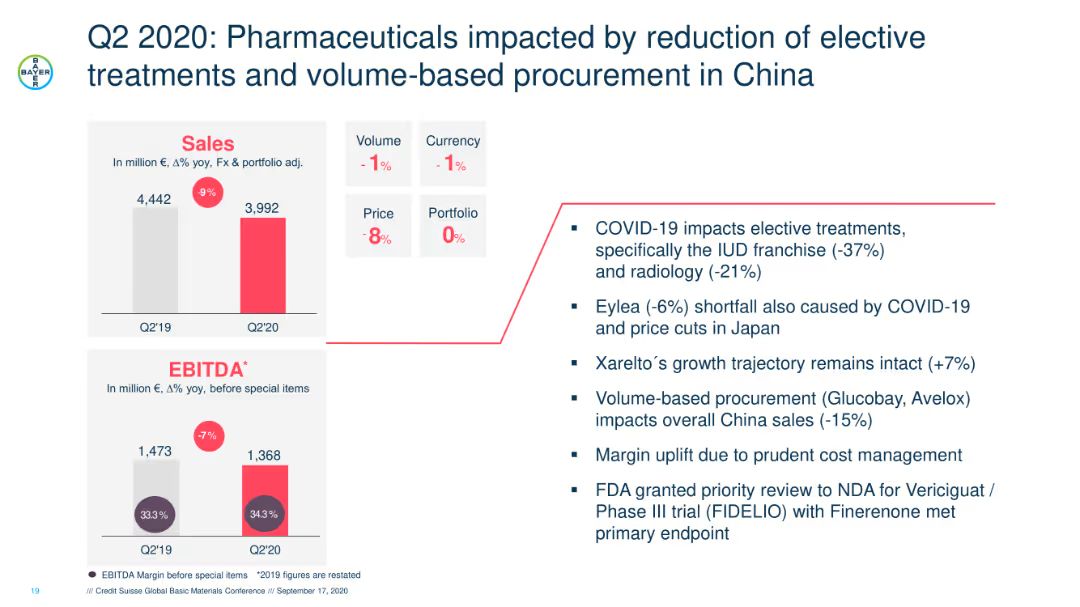 Q2 2020: Pharmaceuticals impacted by reduction of elective
treatments and volume-based procurement in China
BAYER
BAYER
Sales
In million €, ∆% yoy, Fx & portfolio adj.
-9%
4,442
3,992
Q2'19
Q2'20
Volume
- 1%
Currency
- 1%
Price
- 8%
Portfolio
0%
EBITDA*
In million €, ∆% yoy, before special items
-7%
1,473
1,368
33.3%
34.3%
Q2'19
Q2'20
▪ COVID-19 impacts elective treatments,
specifically the IUD franchise (-37%)
and radiology (-21%)
▪ Eylea (-6%) shortfall also caused by COVID-19
and price cuts in Japan
▪ Xarelto´s growth trajectory remains intact (+7%)
▪ Volume-based procurement (Glucobay, Avelox)
impacts overall China sales (-15%)
▪ Margin uplift due to prudent cost management
▪ FDA granted priority review to NDA for Vericiguat /
Phase III trial (FIDELIO) with Finerenone met
primary endpoint
EBITDA Margin before special items *2019 figures are restated
19 /// Credit Suisse Global Basic Materials Conference /// September 17, 2020